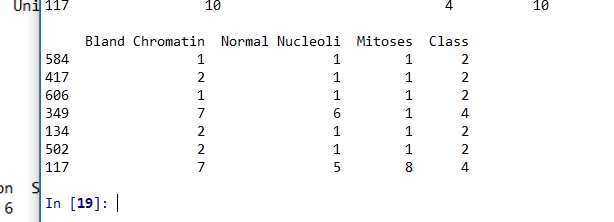 Uni 117 10 4 10
Bland Chromatin Normal Nucleoli Mitoses Class
584 1 1 1 2
417 2 1 1 2
606 1 1 1 2
349 7 6 1 4
134 2 1 1 2
502 2 1 1 2
117 7 5 8 4
on S
6 In [19]: